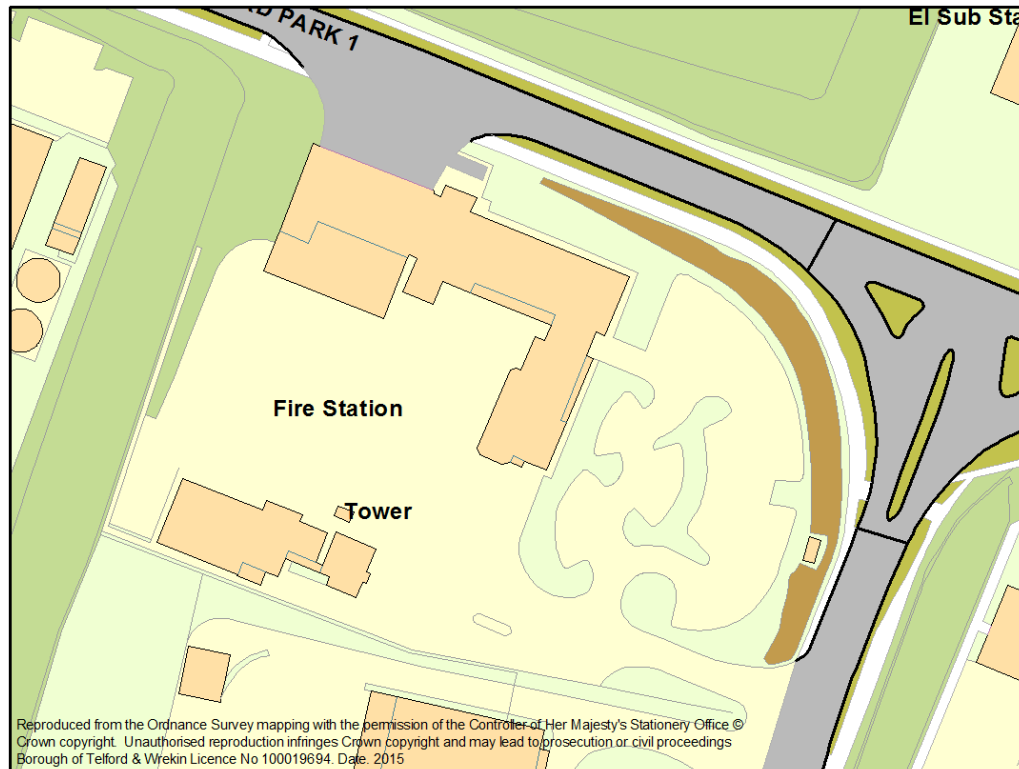 PARK 1
El Sub Sta
Fire Station
Tower
Reproduced from the Ordnance Survey mapping with the permission of the Controller of Her Majesty's Stationery Office ©
Crown copyright. Unauthorised reproduction infringes Crown copyright and may lead to prosecution or civil proceedings
Borough of Telford & Wrekin Licence No 100019694. Date. 2015